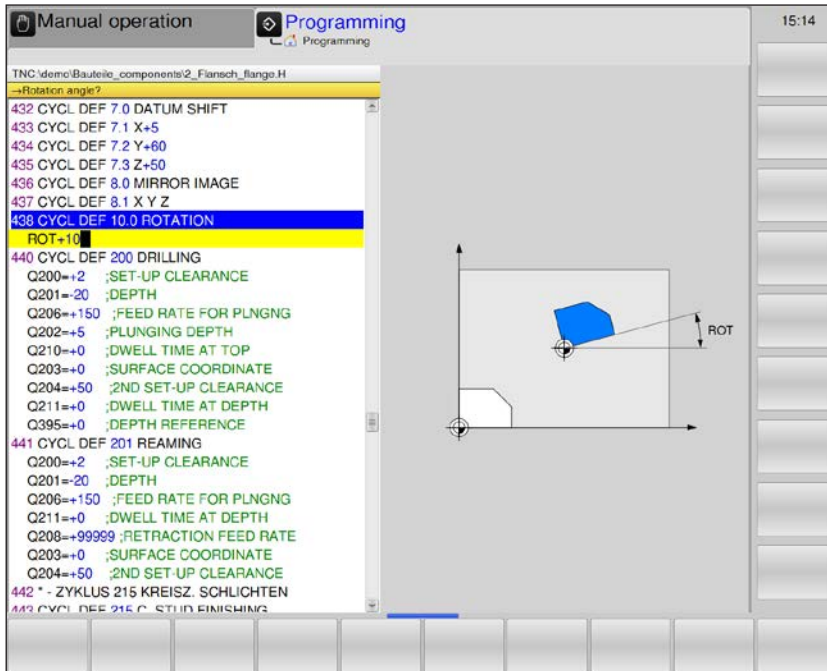 Manual operation
Programming
Programming
15:14
TNC:\demo\Bauteile_components\2_Flansch_flange.H
→Rotation angle?
432 CYCL DEF 7.0 DATUM SHIFT
433 CYCL DEF 7.1 X+5
434 CYCL DEF 7.2 Y+60
435 CYCL DEF 7.3 Z+50
436 CYCL DEF 8.0 MIRROR IMAGE
437 CYCL DEF 8.1 X Y Z
438 CYCL DEF 10.0 ROTATION
ROT+10
440 CYCL DEF 200 DRILLING
Q200=+2 ;SET-UP CLEARANCE
Q201=-20 ;DEPTH
Q206=+150 ;FEED RATE FOR PLNGNG
Q202=+5 ;PLUNGING DEPTH
Q210=+0 ;DWELL TIME AT TOP
Q203=+0 ;SURFACE COORDINATE
Q204=+50 ;2ND SET-UP CLEARANCE
Q211=+0 ;DWELL TIME AT DEPTH
Q395=+0 ;DEPTH REFERENCE
441 CYCL DEF 201 REAMING
Q200=+2 ;SET-UP CLEARANCE
Q201=-20 ;DEPTH
Q206=+150 ;FEED RATE FOR PLNGNG
Q211=+0 ;DWELL TIME AT DEPTH
Q208=+99999 ;RETRACTION FEED RATE
Q203=+0 ;SURFACE COORDINATE
Q204=+50 ;2ND SET-UP CLEARANCE
442 * - ZYKLUS 215 KREISZ. SCHLICHTEN
443 CYCL DEF 215 C. STUD FINISHING
ROT